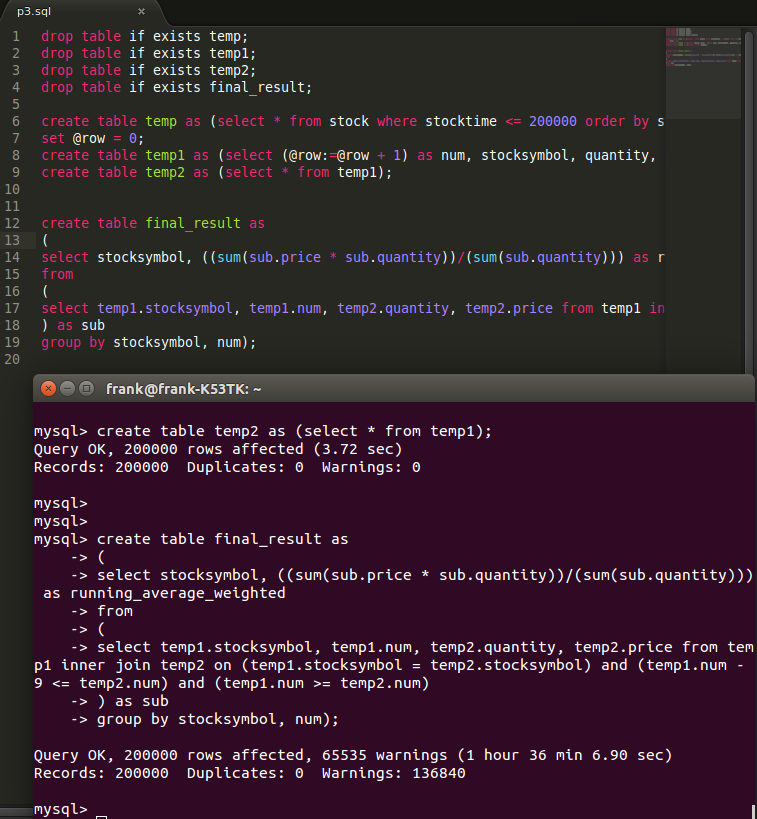 p3.sql ×
1 drop table if exists temp;
2 drop table if exists temp1;
3 drop table if exists temp2;
4 drop table if exists final_result;
5
6 create table temp as (select * from stock where stocktime <= 200000 order by s
7 set @row = 0;
8 create table temp1 as (select (@row:=@row + 1) as num, stocksymbol, quantity,
9 create table temp2 as (select * from temp1);
10
11
12 create table final_result as
13 (
14 select stocksymbol, ((sum(sub.price * sub.quantity))/(sum(sub.quantity))) as r
15 from
16 (
17 select temp1.stocksymbol, temp1.num, temp2.quantity, temp2.price from temp1 in
18 ) as sub
19 group by stocksymbol, num);
20
frank@frank-K53TK: ~
mysql> create table temp2 as (select * from temp1);
Query OK, 200000 rows affected (3.72 sec)
Records: 200000  Duplicates: 0  Warnings: 0
mysql>
mysql>
mysql> create table final_result as
    -> (
    -> select stocksymbol, ((sum(sub.price * sub.quantity))/(sum(sub.quantity)))
 as running_average_weighted
    -> from
    -> (
    -> select temp1.stocksymbol, temp1.num, temp2.quantity, temp2.price from tem
p1 inner join temp2 on (temp1.stocksymbol = temp2.stocksymbol) and (temp1.num -
9 <= temp2.num) and (temp1.num >= temp2.num)
    -> ) as sub
    -> group by stocksymbol, num);
Query OK, 200000 rows affected, 65535 warnings (1 hour 36 min 6.90 sec)
Records: 200000  Duplicates: 0  Warnings: 136840
mysql>